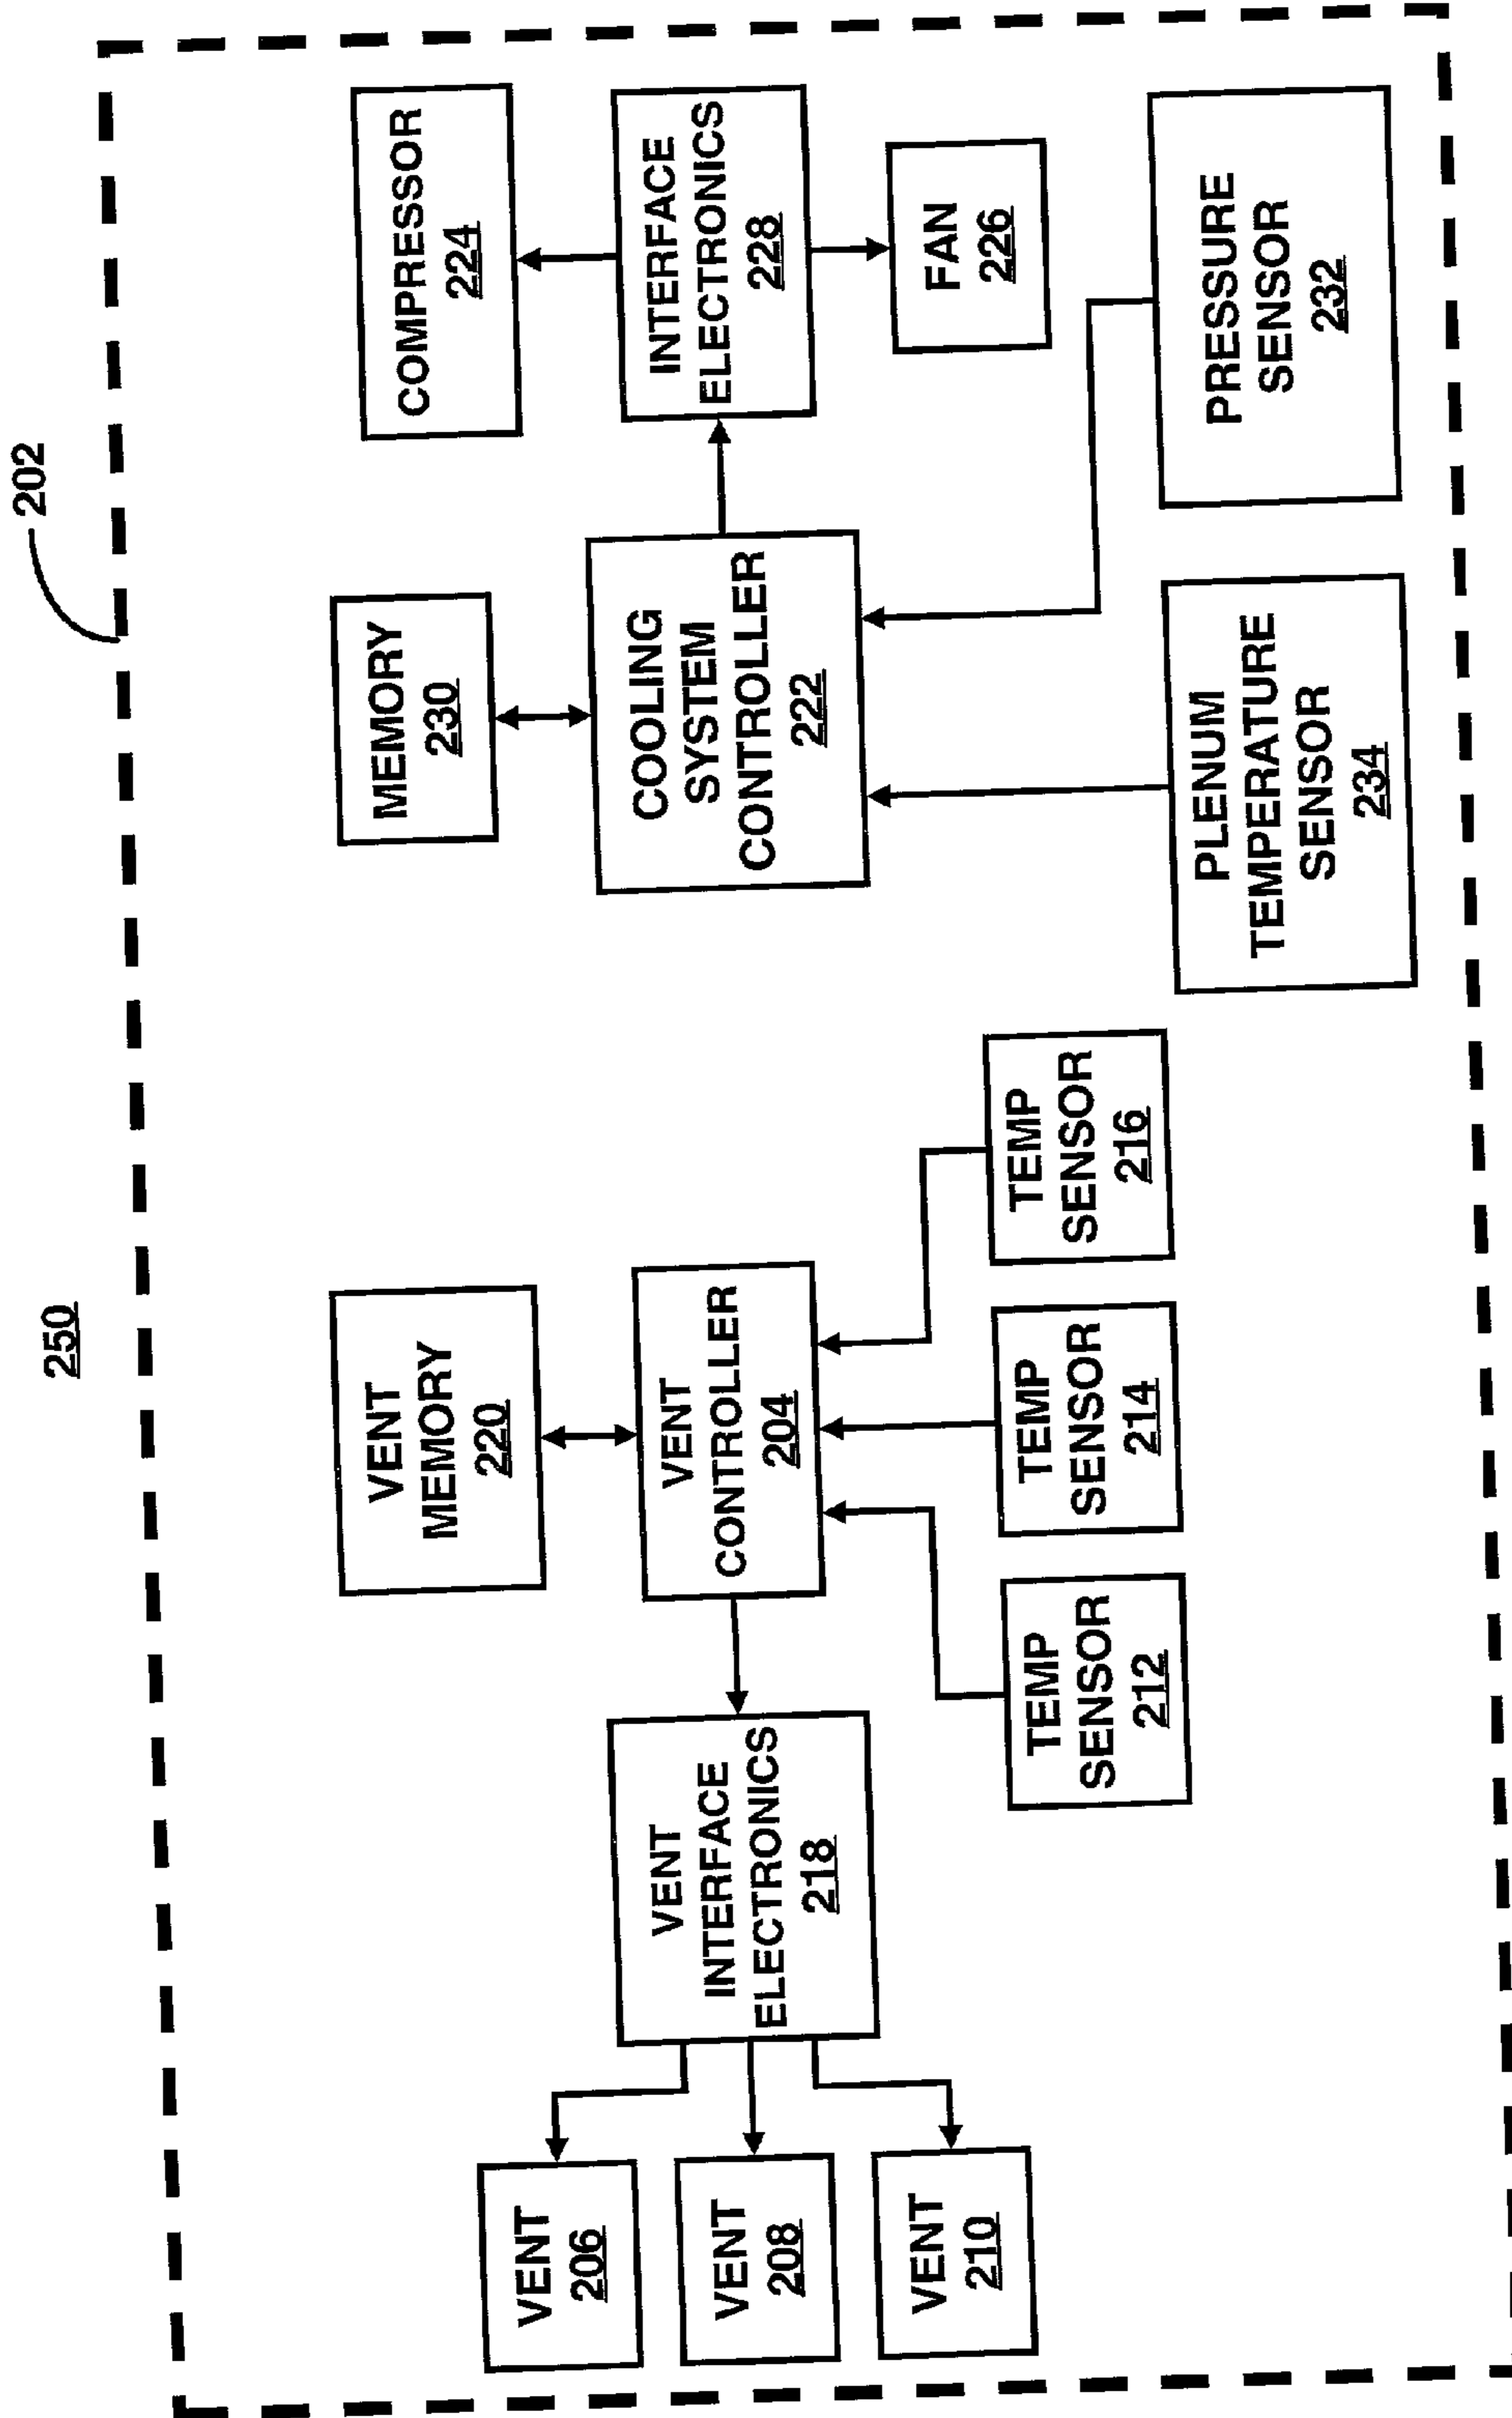 250
202
VENT
MEMORY
220
MEMORY
230
COMPRESSOR
224
VENT
206
VENT
208
VENT
210
VENT
INTERFACE
ELECTRONICS
218
VENT
CONTROLLER
204
COOLING
SYSTEM
CONTROLLER
222
INTERFACE
ELECTRONICS
228
FAN
226
TEMP
SENSOR
212
TEMP
SENSOR
214
TEMP
SENSOR
216
PLENUM
TEMPERATURE
SENSOR
234
PRESSURE
SENSOR
232